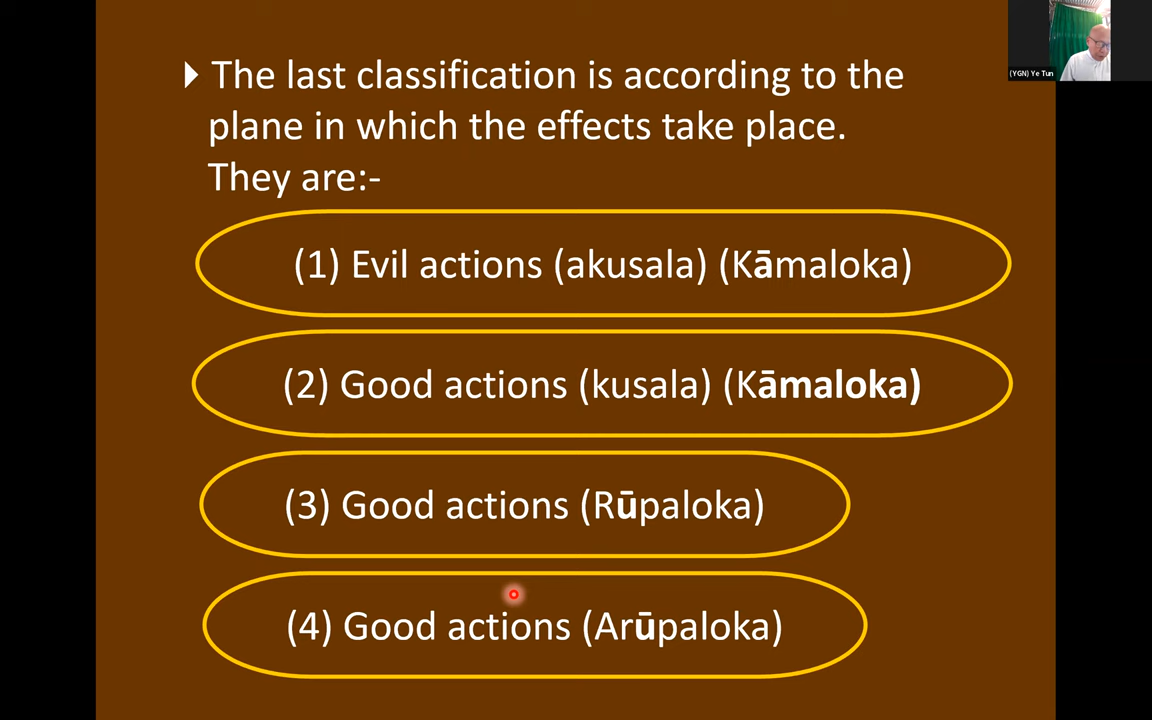 The last classification is according to the
plane in which the effects take place.
They are:-
(1) Evil actions (akusala) (Kāmaloka)
(2) Good actions (kusala) (Kāmaloka)
(3) Good actions (Rūpaloka)
(4) Good actions (Arūpaloka)
(YGN) Ye Tun